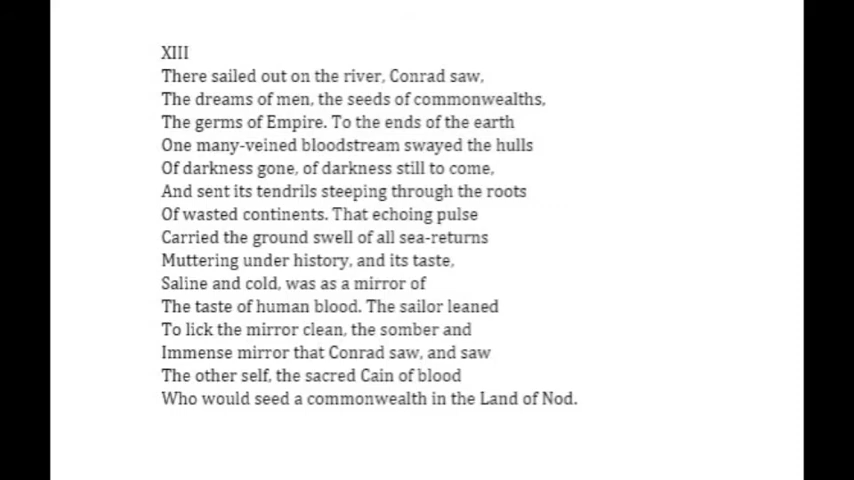 XIII
There sailed out on the river, Conrad saw,
The dreams of men, the seeds of commonwealths,
The germs of Empire. To the ends of the earth
One many-veined bloodstream swayed the hulls
Of darkness gone, of darkness still to come,
And sent its tendrils steeping through the roots
Of wasted continents. That echoing pulse
Carried the ground swell of all sea-returns
Muttering under history, and its taste,
Saline and cold, was as a mirror of
The taste of human blood. The sailor leaned
To lick the mirror clean, the somber and
Immense mirror that Conrad saw, and saw
The other self, the sacred Cain of blood
Who would seed a commonwealth in the Land of Nod.